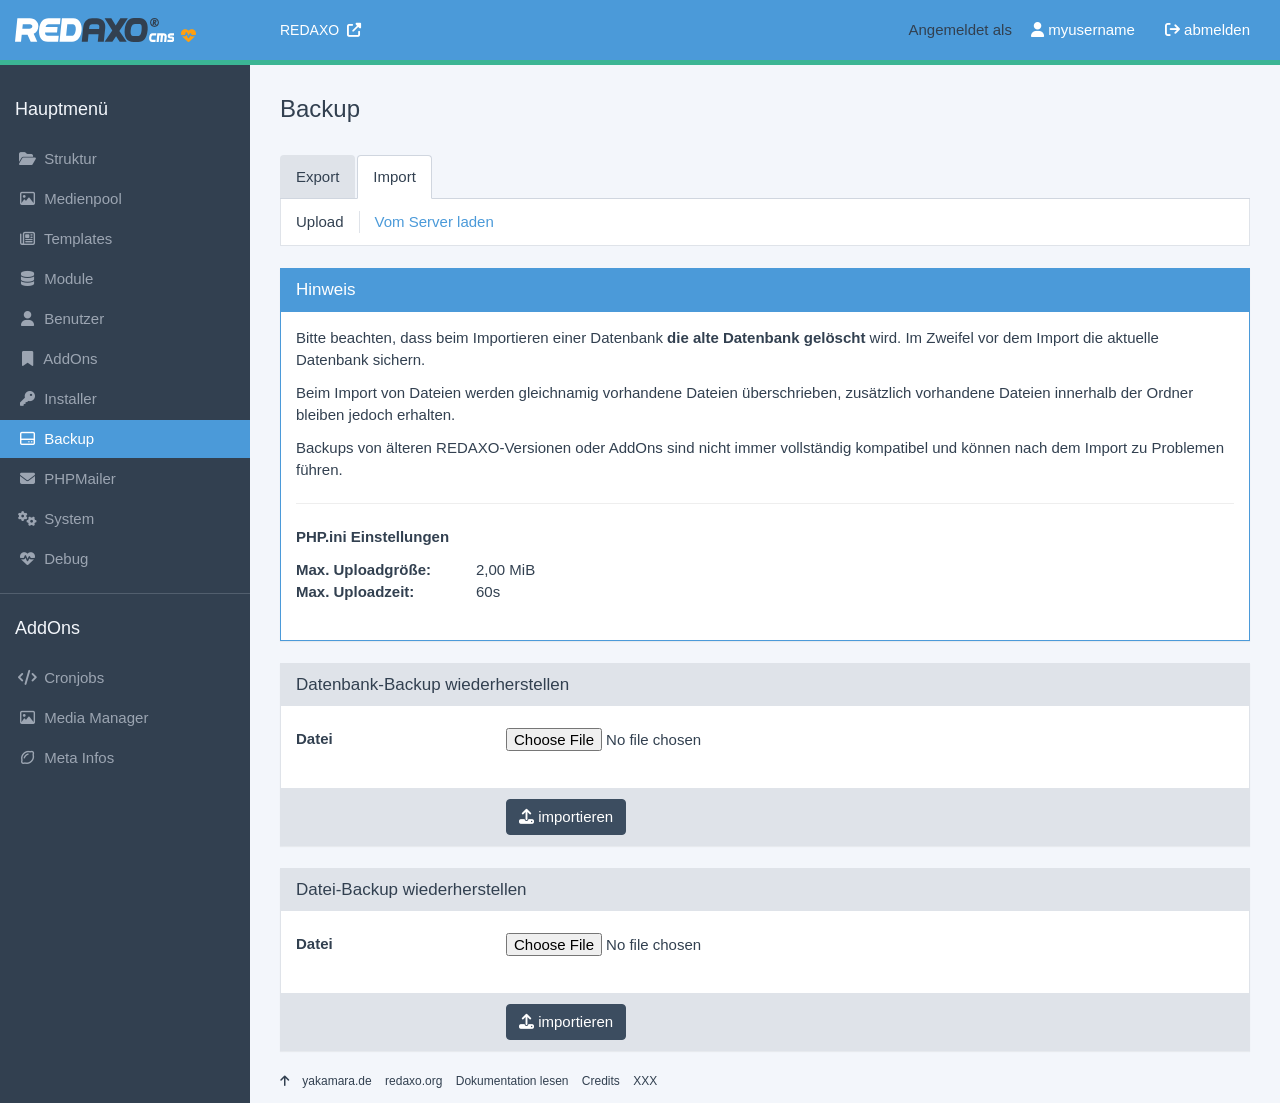 REDAXO® cms
REDAXO
Angemeldet als myusername abmelden
Hauptmenü
Struktur
Medienpool
Templates
Module
Benutzer
AddOns
Installer
Backup
PHPMailer
System
Debug
AddOns
Cronjobs
Media Manager
Meta Infos
Backup
Export Import
Upload Vom Server laden
Hinweis
Bitte beachten, dass beim Importieren einer Datenbank die alte Datenbank gelöscht wird. Im Zweifel vor dem Import die aktuelle
Datenbank sichern.
Beim Import von Dateien werden gleichnamig vorhandene Dateien überschrieben, zusätzlich vorhandene Dateien innerhalb der Ordner
bleiben jedoch erhalten.
Backups von älteren REDAXO-Versionen oder AddOns sind nicht immer vollständig kompatibel und können nach dem Import zu Problemen
führen.
PHP.ini Einstellungen
Max. Uploadgröße: 2,00 MiB
Max. Uploadzeit: 60s
Datenbank-Backup wiederherstellen
Datei Choose File No file chosen
importieren
Datei-Backup wiederherstellen
Datei Choose File No file chosen
importieren
yakamara.de redaxo.org Dokumentation lesen Credits XXX